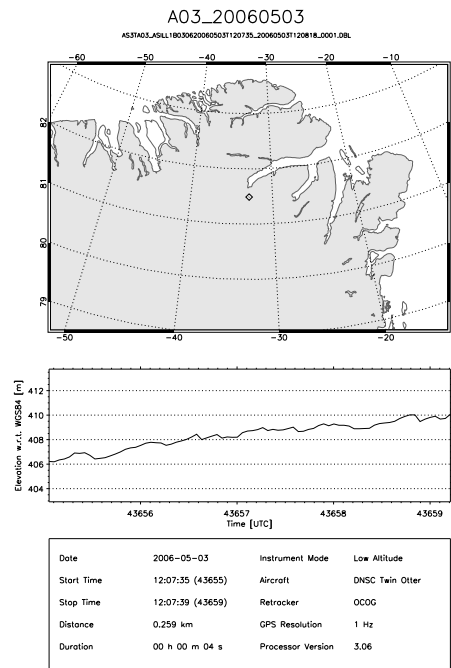 A03_20060503
AS3TA03_ASILL1B030620060503T120735_20060503T120818_0001.DBL
-60 -50 -40 -30 -20 -10
82
81
80
79
-50 -40 -30 -20
Elevation w.r.t. WGS84 [m]
412
410
408
406
404
43656 43657 43658 43659
Time [UTC]
Date 2006-05-03 Instrument Mode Low Altitude
Start Time 12:07:35 (43655) Aircraft DNSC Twin Otter
Stop Time 12:07:39 (43659) Retracker OCOG
Distance 0.259 km GPS Resolution 1 Hz
Duration 00 h 00 m 04 s Processor Version 3.06